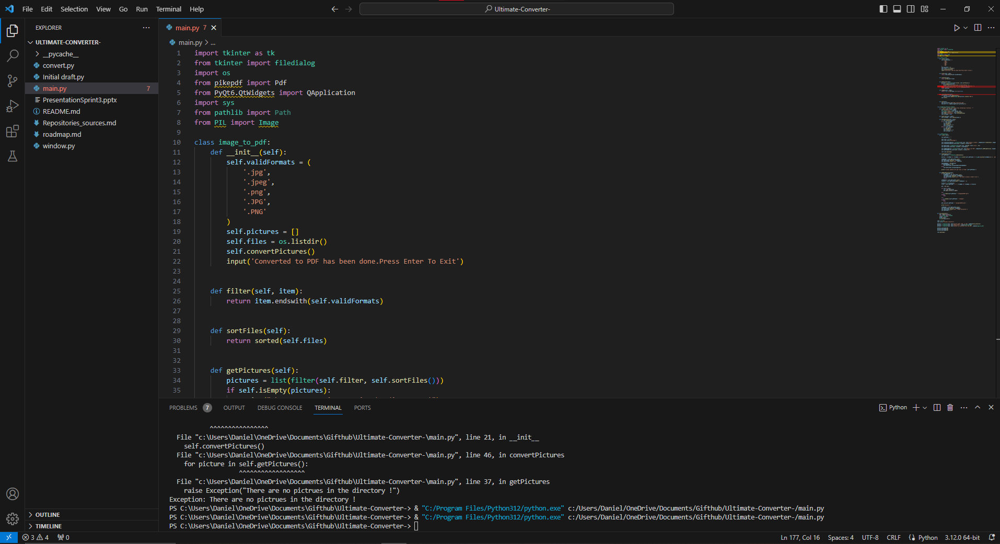 File Edit Selection View Go Run Terminal Help
Ultimate-Converter-
EXPLORER
ULTIMATE-CONVERTER-
__pycache__
convert.py
Initial draft.py
main.py 7
PresentationSprint3.pptx
README.md
Repositories_sources.md
roadmap.md
window.py
OUTLINE
TIMELINE
main.py 7
main.py > ...
1 import tkinter as tk
2 from tkinter import filedialog
3 import os
4 from pikepdf import Pdf
5 from PyQt6.QtWidgets import QApplication
6 import sys
7 from pathlib import Path
8 from PIL import Image
9
10 class image_to_pdf:
11 def __init__(self):
12 self.validFormats = (
13 '.jpg',
14 '.jpeg',
15 '.png',
16 '.JPG',
17 '.PNG'
18 )
19 self.pictures = []
20 self.files = os.listdir()
21 self.convertPictures()
22 input('Converted to PDF has been done.Press Enter To Exit')
23
24
25 def filter(self, item):
26 return item.endswith(self.validFormats)
27
28
29 def sortFiles(self):
30 return sorted(self.files)
31
32
33 def getPictures(self):
34 pictures = list(filter(self.filter, self.sortFiles()))
35 if self.isEmpty(pictures):
PROBLEMS 7 OUTPUT DEBUG CONSOLE TERMINAL PORTS
Python
^^^^^^^^^^^^^^^^
File "c:\Users\Daniel\OneDrive\Documents\Gifthub\Ultimate-Converter-\main.py", line 21, in __init__
self.convertPictures()
File "c:\Users\Daniel\OneDrive\Documents\Gifthub\Ultimate-Converter-\main.py", line 46, in convertPictures
for picture in self.getPictures():
^^^^^^^^^^^^^^^^^^
File "c:\Users\Daniel\OneDrive\Documents\Gifthub\Ultimate-Converter-\main.py", line 37, in getPictures
raise Exception("There are no pictrues in the directory !")
Exception: There are no pictrues in the directory !
PS C:\Users\Daniel\OneDrive\Documents\Gifthub\Ultimate-Converter-> & "C:/Program Files/Python312/python.exe" c:/Users/Daniel/OneDrive/Documents/Gifthub/Ultimate-Converter-/main.py
PS C:\Users\Daniel\OneDrive\Documents\Gifthub\Ultimate-Converter-> & "C:/Program Files/Python312/python.exe" c:/Users/Daniel/OneDrive/Documents/Gifthub/Ultimate-Converter-/main.py
PS C:\Users\Daniel\OneDrive\Documents\Gifthub\Ultimate-Converter->
3 4 0
Ln 177, Col 16 Spaces: 4 UTF-8 CRLF Python 3.12.0 64-bit